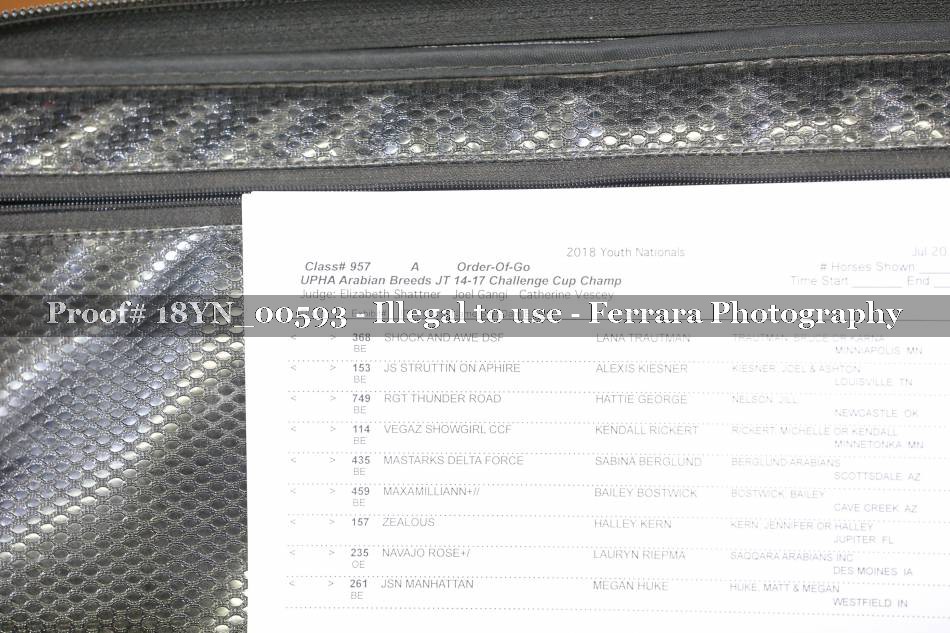 2018 Youth Nationals Jul 20
Class# 957 A Order-Of-Go # Horses Shown:
UPHA Arabian Breeds JT 14-17 Challenge Cup Champ Time Start End
Judge: Elizabeth Shattner Joel Gangi Catherine Vescey
Proof# 18YN_00593 - Illegal to use - Ferrara Photography
< > 368 SHOCK AND AWE DSF LANA TRAUTMAN TRAUTMAN, BRUCE OR KARNA
BE MINNIAPOLIS MN
< > 153 JS STRUTTIN ON APHIRE ALEXIS KIESNER KIESNER, JOEL & ASHTON
BE LOUISVILLE, TN
< > 749 RGT THUNDER ROAD HATTIE GEORGE NELSON, JILL
BE NEWCASTLE OK
< > 114 VEGAZ SHOWGIRL CCF KENDALL RICKERT RICKERT, MICHELLE OR KENDALL
BE MINNETONKA MN
< > 435 MASTARKS DELTA FORCE SABINA BERGLUND BERGLUND ARABIANS
BE SCOTTSDALE AZ
< > 459 MAXAMILLIANN+// BAILEY BOSTWICK BOSTWICK, BAILEY
BE CAVE CREEK AZ
< > 157 ZEALOUS HALLEY KERN KERN, JENNIFER OR HALLEY
JUPITER FL
< > 235 NAVAJO ROSE+/ LAURYN RIEPMA SAQQARA ARABIANS INC
OE DES MOINES IA
< > 261 JSN MANHATTAN MEGAN HUKE HUKE, MATT & MEGAN
BE WESTFIELD IN